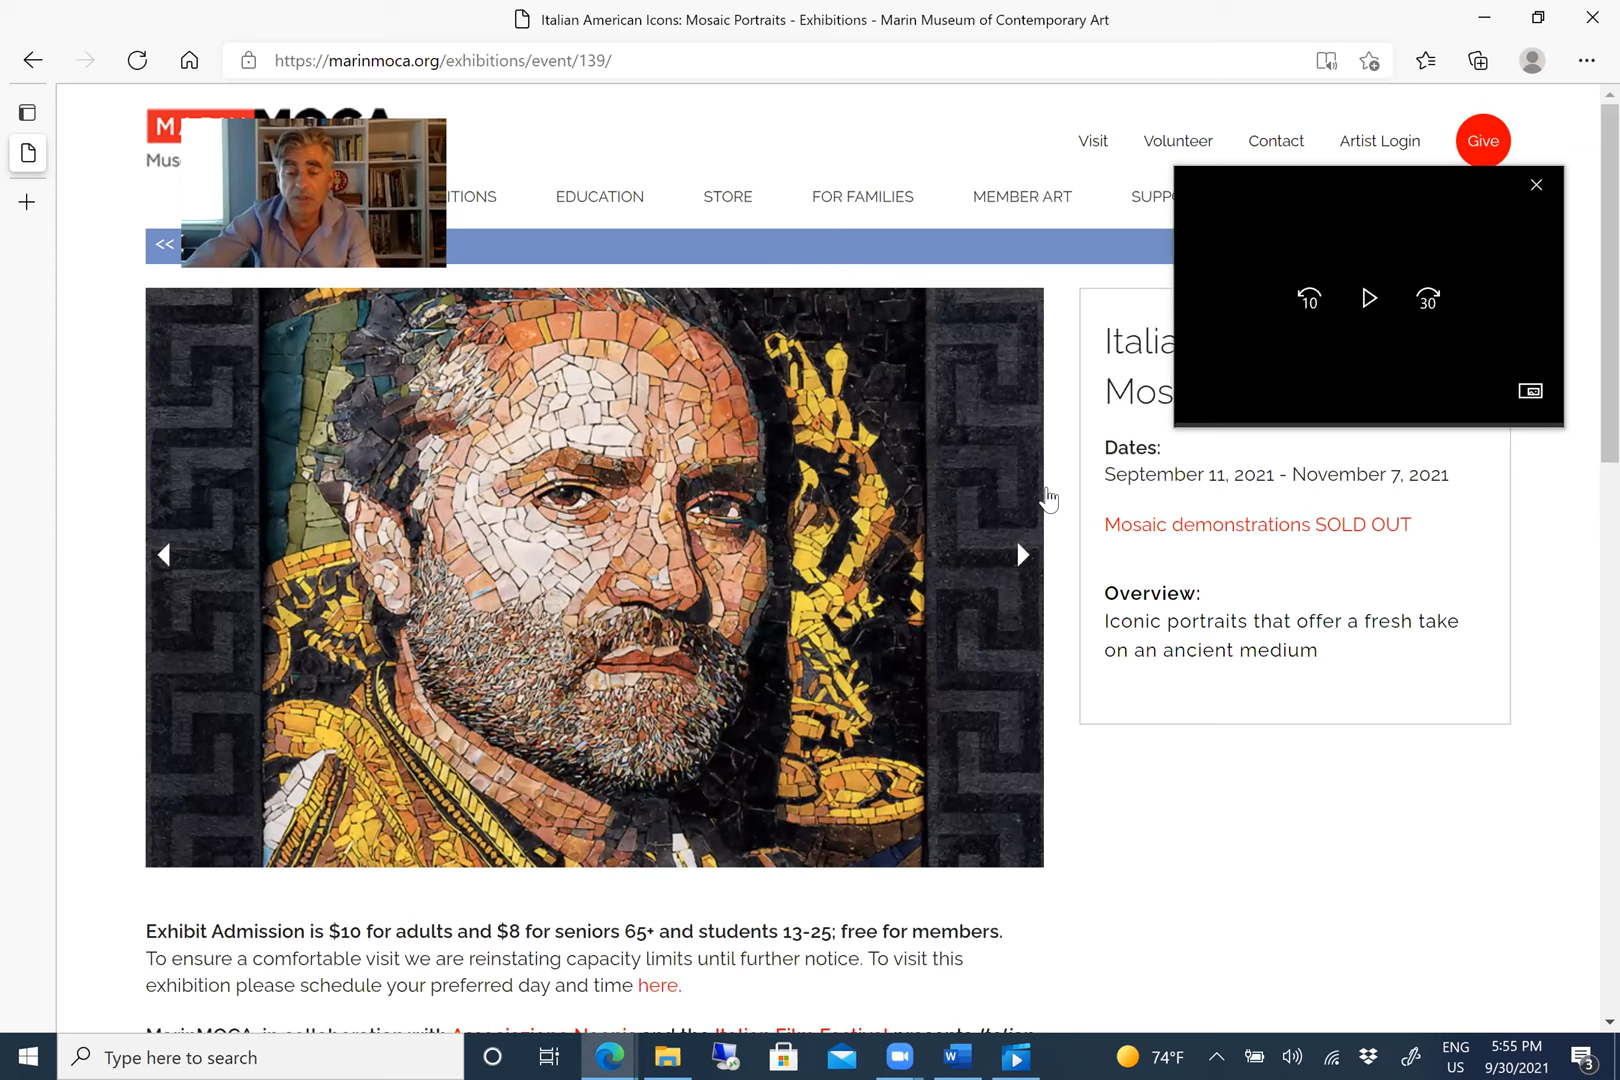 Italian American Icons: Mosaic Portraits - Exhibitions - Marin Museum of Contemporary Art
https://marinmoca.org/exhibitions/event/139/
Visit
Volunteer
Contact
Artist Login
Give
EDUCATION
STORE
FOR FAMILIES
MEMBER ART
<<
10
30
Dates:
September 11, 2021 - November 7, 2021
Mosaic demonstrations SOLD OUT
Overview:
Iconic portraits that offer a fresh take
on an ancient medium
Exhibit Admission is $10 for adults and $8 for seniors 65+ and students 13-25; free for members.
To ensure a comfortable visit we are reinstating capacity limits until further notice. To visit this
exhibition please schedule your preferred day and time here.
Type here to search
74°F
ENG
US
5:55 PM
9/30/2021
3